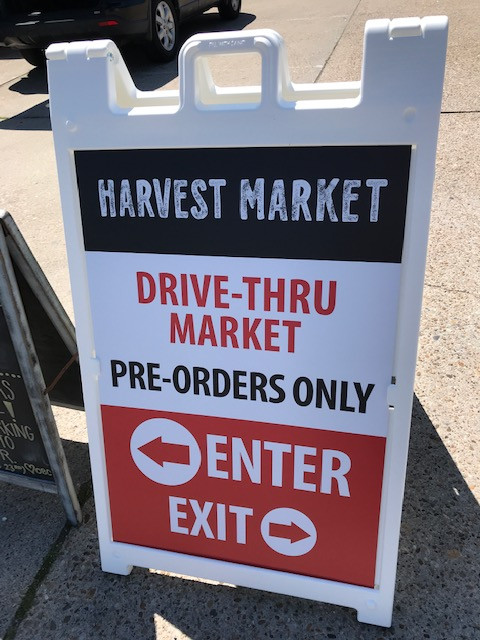 HARVEST MARKET
DRIVE-THRU
MARKET
PRE-ORDERS ONLY
ENTER
EXIT